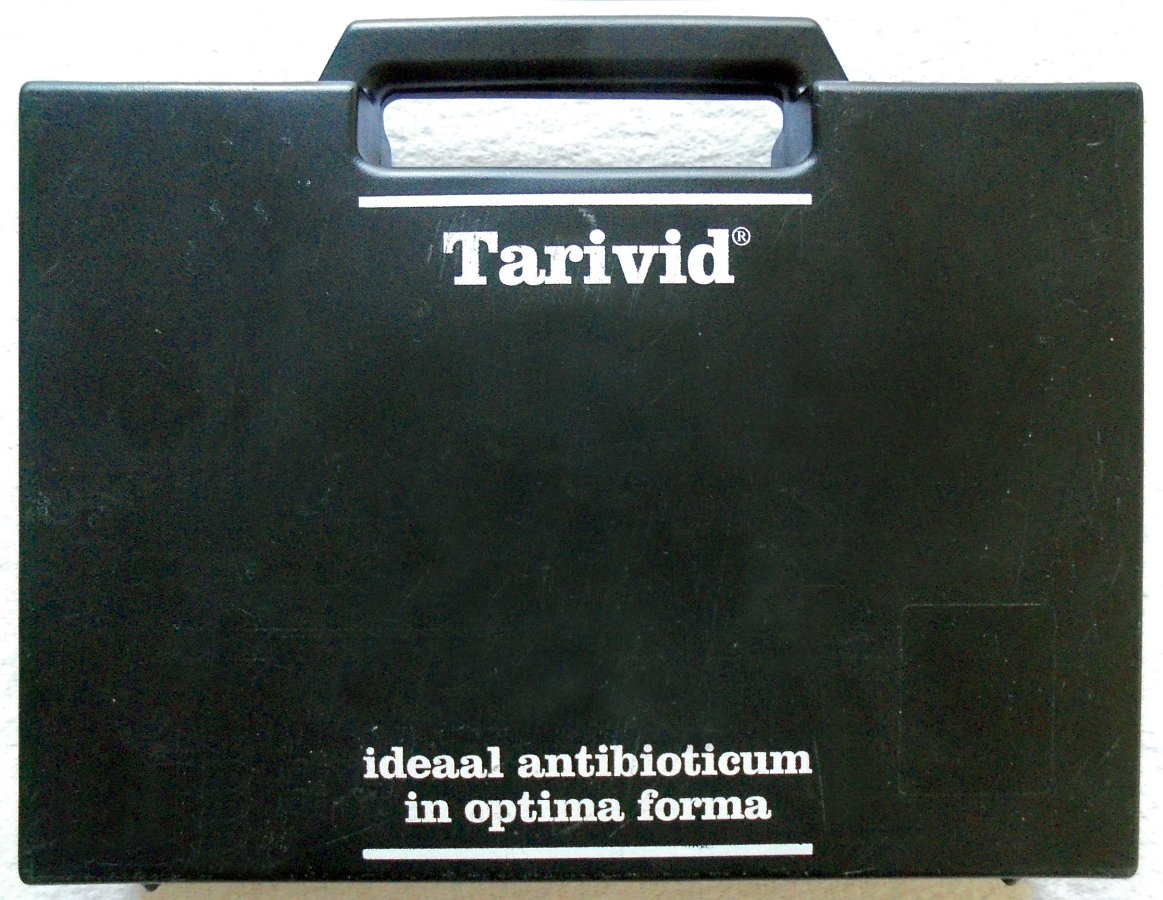 Tarivid®
ideaal antibioticum
in optima forma